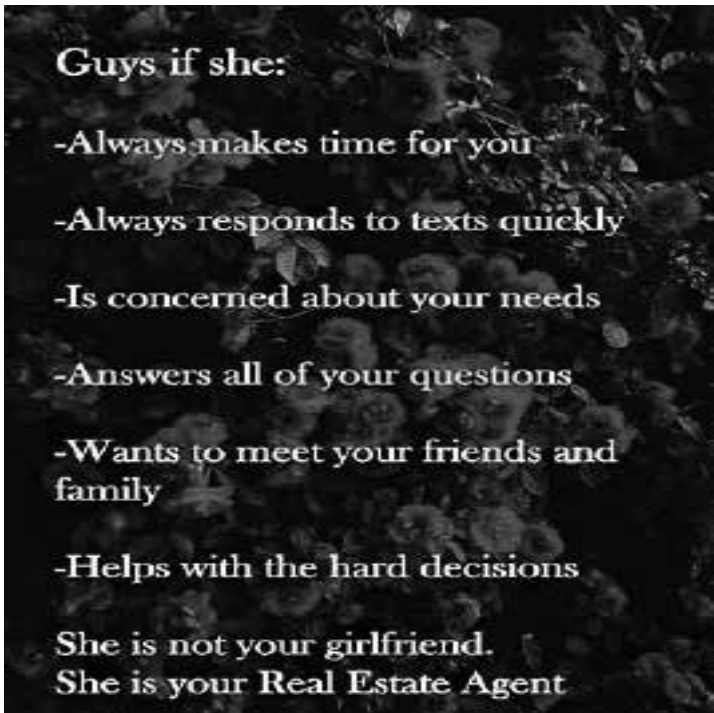 Guys if she:
-Always makes time for you
-Always responds to texts quickly
-Is concerned about your needs
-Answers all of your questions
-Wants to meet your friends and
family
-Helps with the hard decisions
She is not your girlfriend.
She is your Real Estate Agent